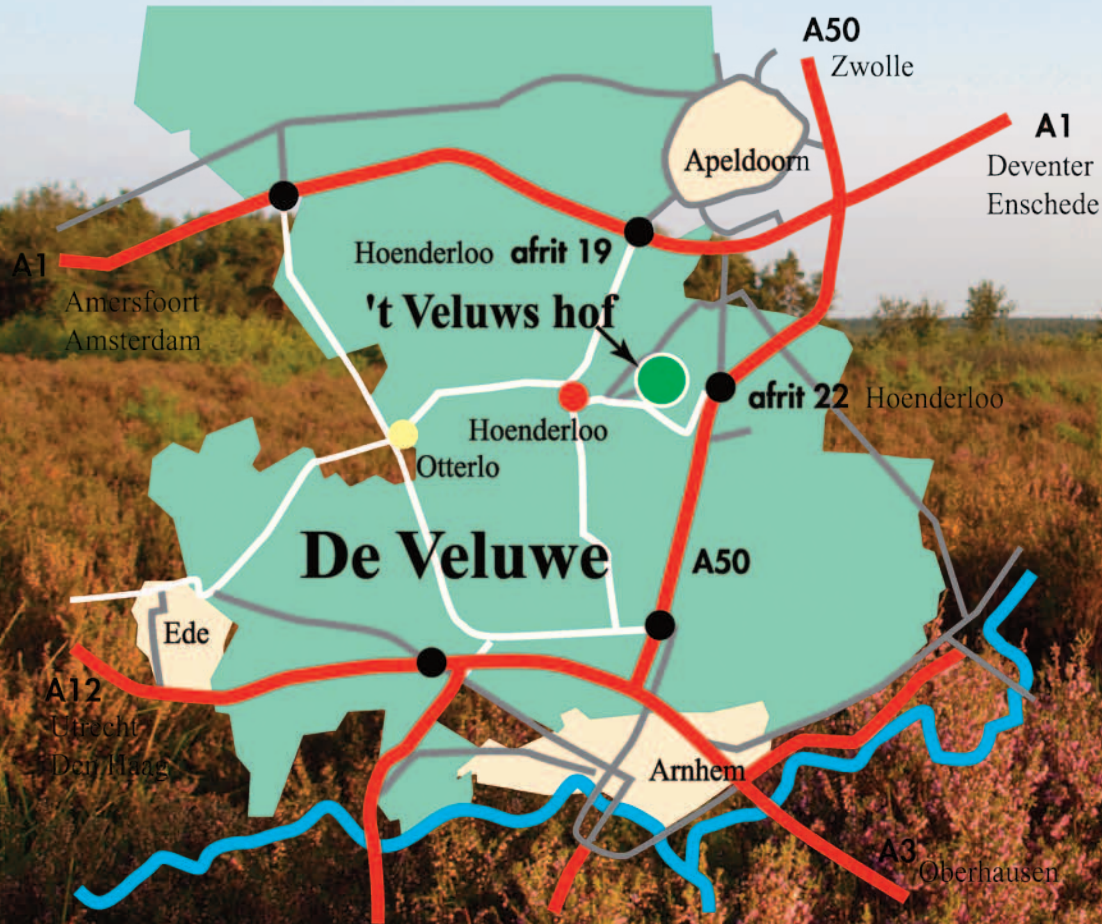 A50
Zwolle
A1
Deventer
Enschede
Apeldoorn
Hoenderloo afrit 19
A1
Amersfoort
Amsterdam
't Veluws hof
afrit 22 Hoenderloo
Hoenderloo
Otterlo
De Veluwe
A50
Ede
A12
Utrecht
Den Haag
Arnhem
A3
Oberhausen